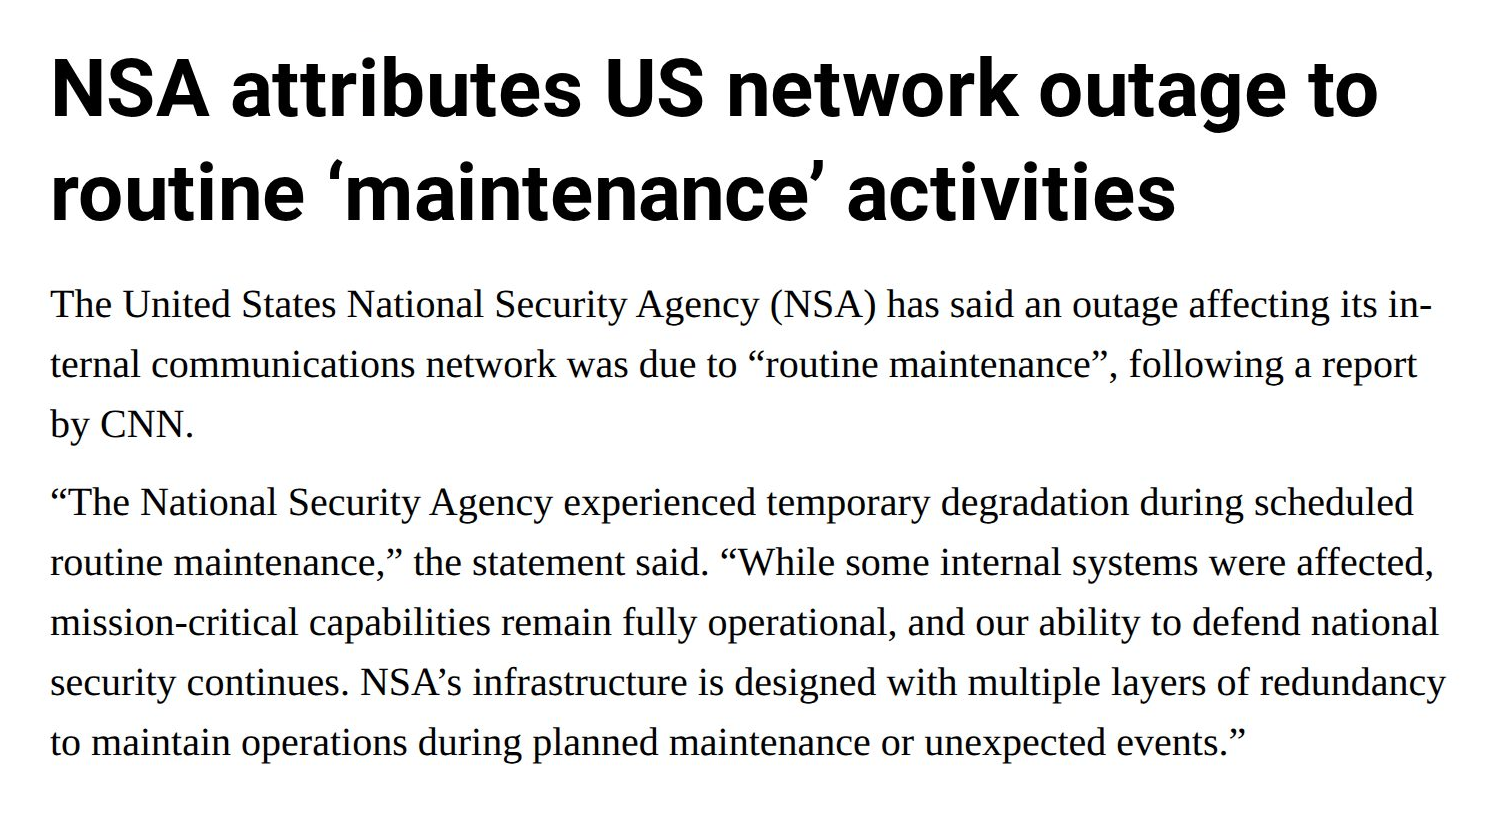 NSA attributes US network outage to
routine ‘maintenance’ activities
The United States National Security Agency (NSA) has said an outage affecting its in-
ternal communications network was due to “routine maintenance”, following a report
by CNN.
“The National Security Agency experienced temporary degradation during scheduled
routine maintenance,” the statement said. “While some internal systems were affected,
mission-critical capabilities remain fully operational, and our ability to defend national
security continues. NSA’s infrastructure is designed with multiple layers of redundancy
to maintain operations during planned maintenance or unexpected events.”